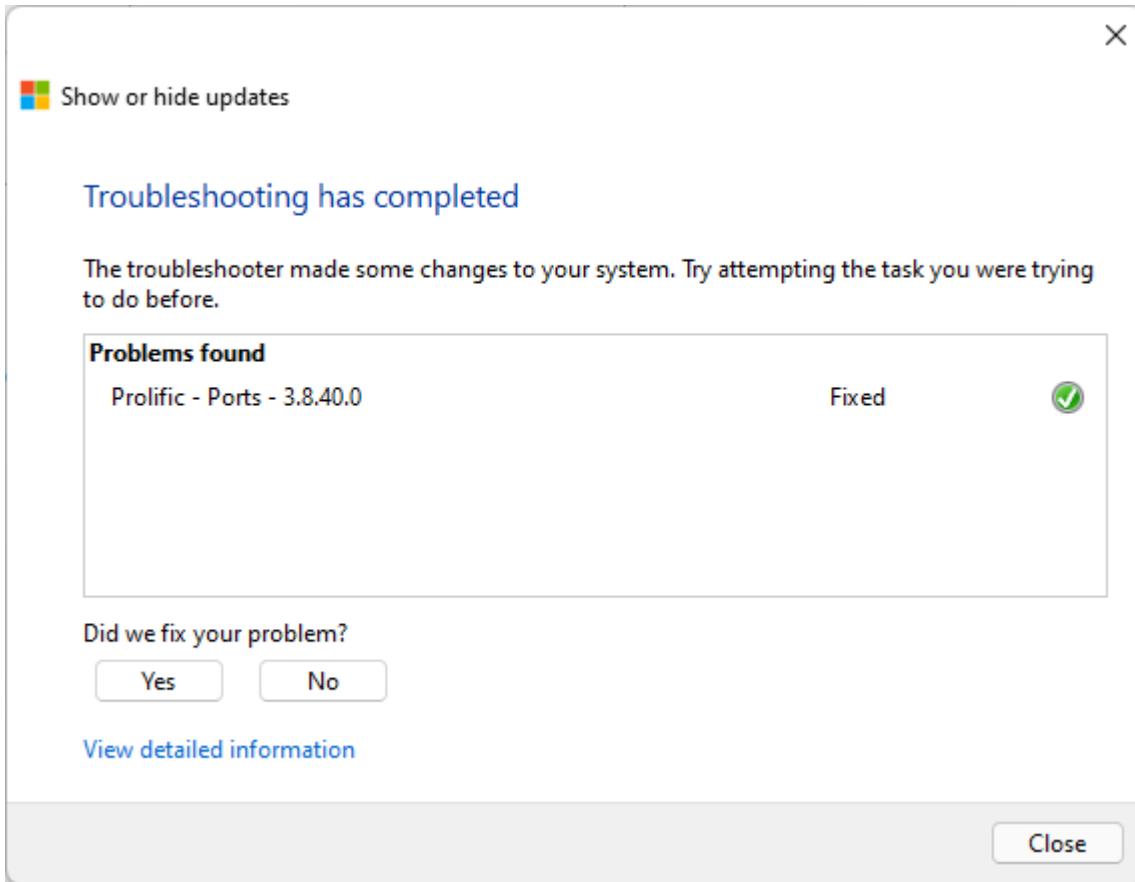 Show or hide updates
Troubleshooting has completed
The troubleshooter made some changes to your system. Try attempting the task you were trying
to do before.
Problems found
Prolific - Ports - 3.8.40.0 Fixed
Did we fix your problem?
Yes No
View detailed information
Close